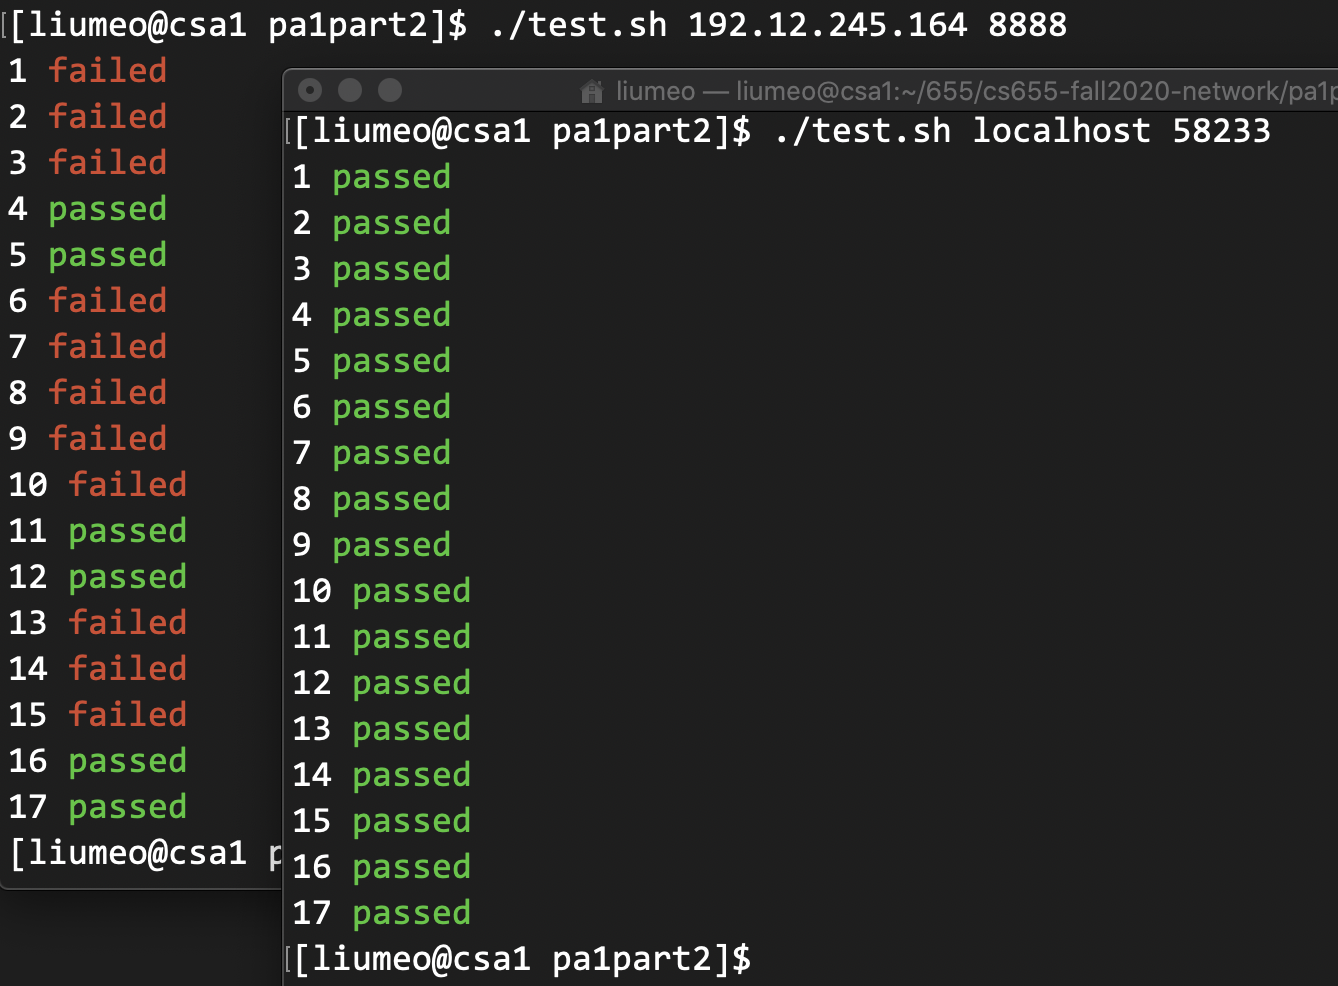 [[liumeo@csa1 pa1part2]$ ./test.sh 192.12.245.164 8888
1 failed
2 failed
3 failed
4 passed
5 passed
6 failed
7 failed
8 failed
9 failed
10 failed
11 passed
12 passed
13 failed
14 failed
15 failed
16 passed
17 passed
[liumeo@csa1 p
liumeo — liumeo@csa1:~/655/cs655-fall2020-network/pa1p
[[liumeo@csa1 pa1part2]$ ./test.sh localhost 58233
1 passed
2 passed
3 passed
4 passed
5 passed
6 passed
7 passed
8 passed
9 passed
10 passed
11 passed
12 passed
13 passed
14 passed
15 passed
16 passed
17 passed
[[liumeo@csa1 pa1part2]$